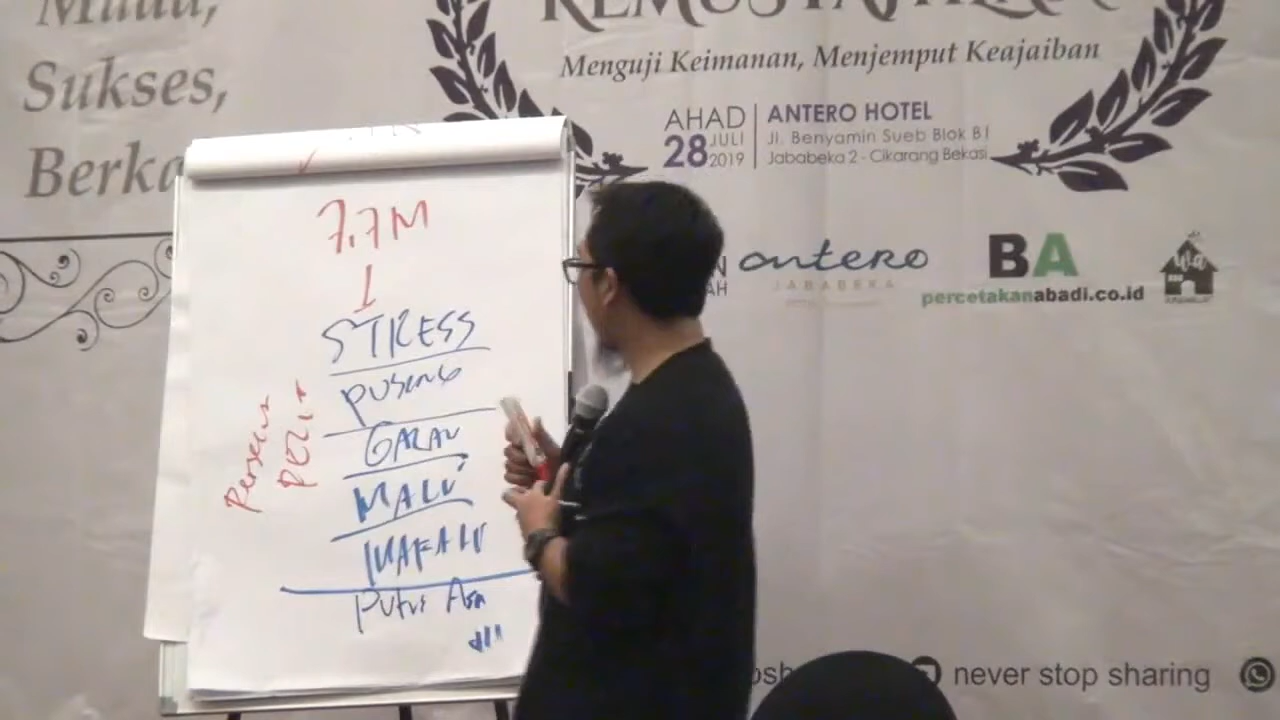 Muda,
Sukses,
Berka
Menguji Keimanan, Menjemput Keajaiban
AHAD
28 JULI 2019
ANTERO HOTEL
Jl. Benyamin Sueb Blok B1
Jababeka 2 - Cikarang Bekasi
antero
JABABEKA
BA
percetakanabadi.co.id
wa
7.7M
STRESS
PUSING
GALAU
MALU
Putus Asa
never stop sharing